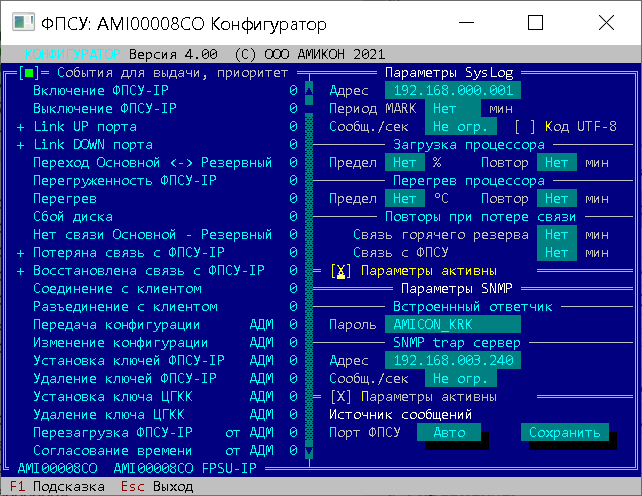 ФПСУ: AMI00008CO Конфигуратор
КОНФИГУРАТОР Версия 4.00 (C) ООО АМИКОН 2021
[■]= События для выдачи, приоритет
Включение ФПСУ-IP 0
Выключение ФПСУ-IP 0
+ Link UP порта 0
+ Link DOWN порта 0
Переход Основной <-> Резервный 0
Перегруженность ФПСУ-IP 0
Перегрев 0
Сбой диска 0
Нет связи Основной - Резервный 0
+ Потеряна связь с ФПСУ-IP 0
+ Восстановлена связь с ФПСУ-IP 0
Соединение с клиентом 0
Разъединение с клиентом 0
Передача конфигурации АДМ 0
Изменение конфигурации АДМ 0
Установка ключей ФПСУ-IP АДМ 0
Удаление ключей ФПСУ-IP АДМ 0
Установка ключа ЦГКК АДМ 0
Удаление ключа ЦГКК АДМ 0
Перезагрузка ФПСУ-IP от АДМ 0
Согласование времени от АДМ 0
AMI00008CO AMI00008CO FPSU-IP
Параметры SysLog
Адрес 192.168.000.001
Период MARK Нет мин
Сообщ./сек Не огр. [ ] Код UTF-8
Загрузка процессора
Предел Нет % Повтор Нет мин
Перегрев процессора
Предел Нет °C Повтор Нет мин
Повторы при потере связи
Связь горячего резерва Нет мин
Связь с ФПСУ Нет мин
[X] Параметры активны
Параметры SNMP
Встроеннный ответчик
Пароль AMICON_KRK
SNMP trap сервер
Адрес 192.168.003.240
Сообщ./сек Не огр.
[X] Параметры активны
Источник сообщений
Порт ФПСУ Авто Сохранить
F1 Подсказка Esc Выход